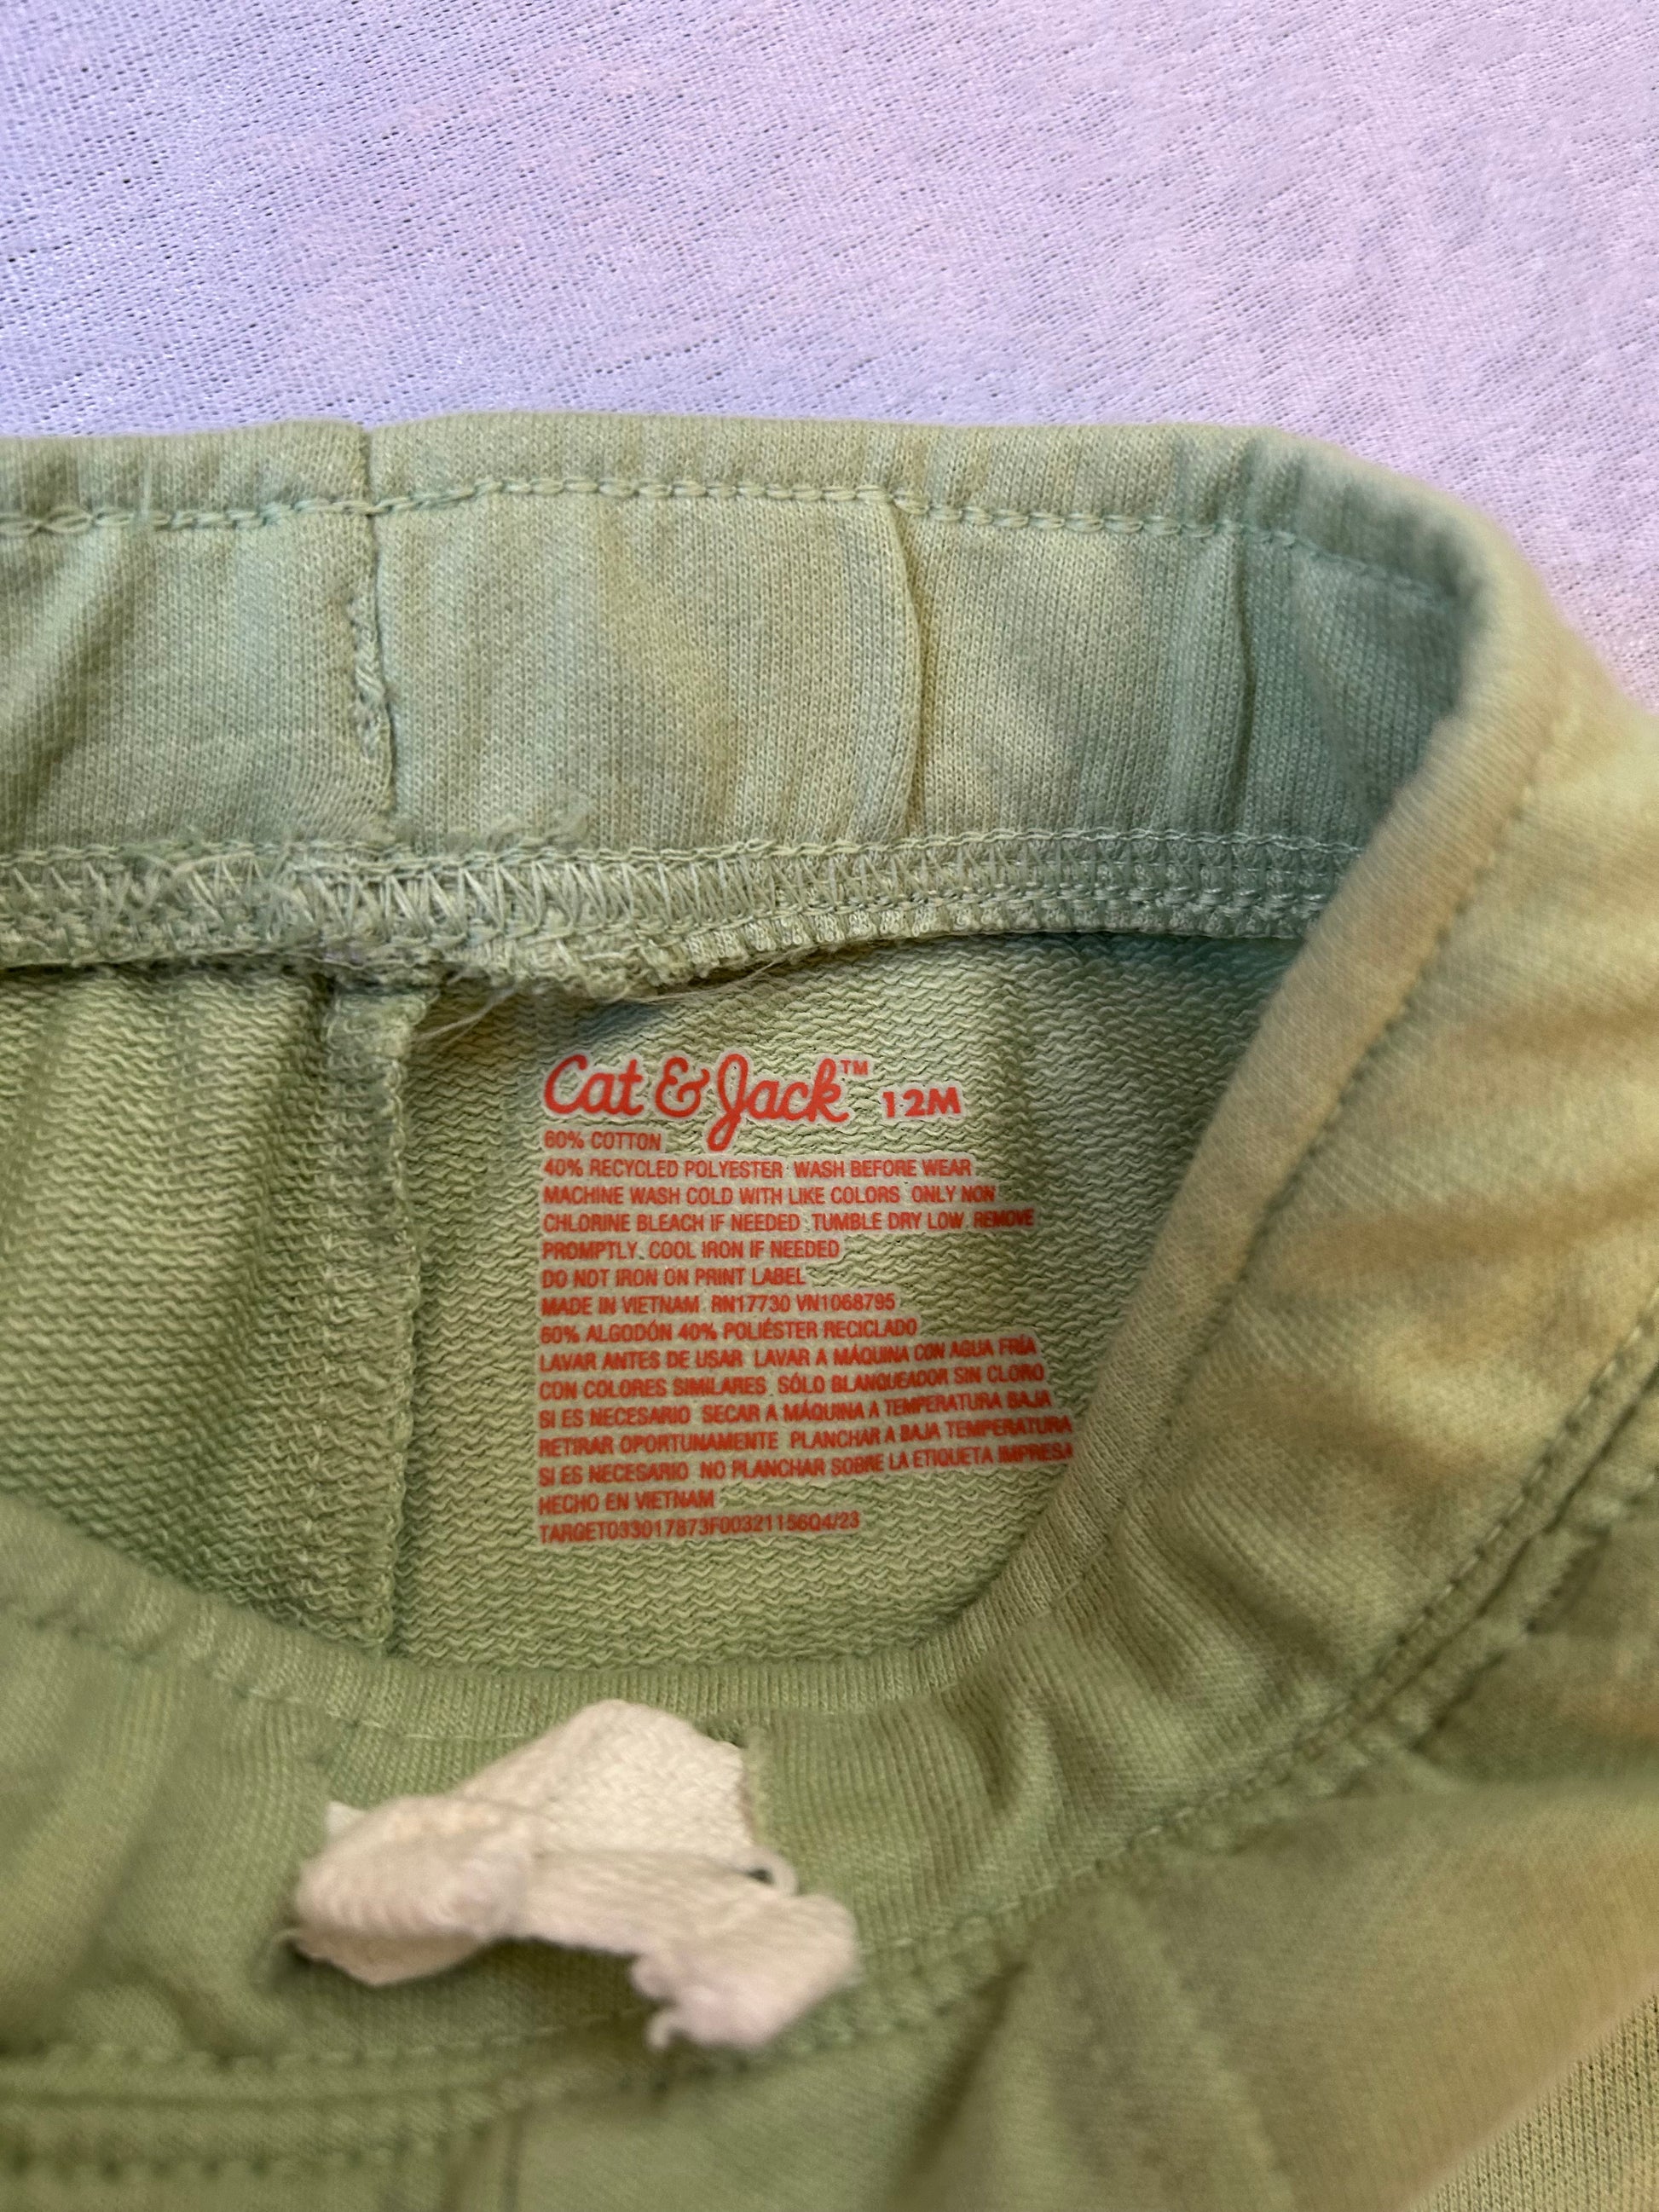 Cat & Jack™ 12M
60% COTTON
40% RECYCLED POLYESTER WASH BEFORE WEAR
MACHINE WASH COLD WITH LIKE COLORS ONLY NON
CHLORINE BLEACH IF NEEDED TUMBLE DRY LOW REMOVE
PROMPTLY COOL IRON IF NEEDED
DO NOT IRON ON PRINT LABEL
MADE IN VIETNAM RN17730 VN1068795
60% ALGODÓN 40% POLIÉSTER RECICLADO
LAVAR ANTES DE USAR LAVAR A MÁQUINA CON AGUA FRÍA
CON COLORES SIMILARES SÓLO BLANQUEADOR SIN CLORO
SI ES NECESARIO SECAR A MÁQUINA A TEMPERATURA BAJA
RETIRAR OPORTUNAMENTE PLANCHAR A BAJA TEMPERATURA
SI ES NECESARIO NO PLANCHAR SOBRE LA ETIQUETA IMPRESA
HECHO EN VIETNAM
TARGET033017873F00321156Q4/23